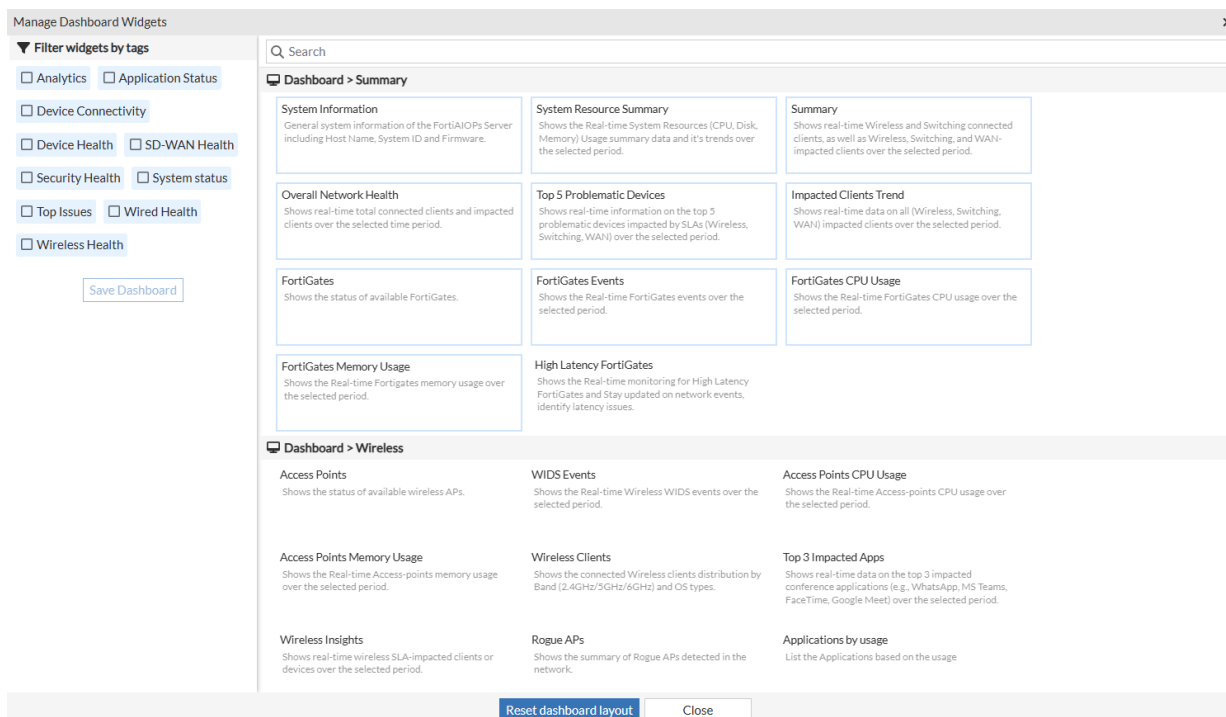 Manage Dashboard Widgets
Filter widgets by tags
Analytics
Application Status
Device Connectivity
Device Health
SD-WAN Health
Security Health
System status
Top Issues
Wired Health
Wireless Health
Save Dashboard
Search
Dashboard > Summary
System Information
General system information of the FortiAIOPs Server
including Host Name, System ID and Firmware.
System Resource Summary
Shows the Real-time System Resources (CPU, Disk,
Memory) Usage summary data and it's trends over
the selected period.
Summary
Shows real-time Wireless and Switching connected
clients, as well as Wireless, Switching, and WAN-
impacted clients over the selected period.
Overall Network Health
Shows real-time total connected clients and impacted
clients over the selected time period.
Top 5 Problematic Devices
Shows real-time information on the top 5
problematic devices impacted by SLAs (Wireless,
Switching, WAN) over the selected period.
Impacted Clients Trend
Shows real-time data on all (Wireless, Switching,
WAN) impacted clients over the selected period.
FortiGates
Shows the status of available FortiGates.
FortiGates Events
Shows the Real-time FortiGates events over the
selected period.
FortiGates CPU Usage
Shows the Real-time FortiGates CPU usage over the
selected period.
FortiGates Memory Usage
Shows the Real-time Fortigates memory usage over
the selected period.
High Latency FortiGates
Shows the Real-time monitoring for High Latency
FortiGates and Stay updated on network events,
identify latency issues.
Dashboard > Wireless
Access Points
Shows the status of available wireless APs.
WIDS Events
Shows the Real-time Wireless WIDS events over the
selected period.
Access Points CPU Usage
Shows the Real-time Access-points CPU usage over
the selected period.
Access Points Memory Usage
Shows the Real-time Access-points memory usage
over the selected period.
Wireless Clients
Shows the connected Wireless clients distribution by
Band (2.4GHz/5GHz/6GHz) and OS types.
Top 3 Impacted Apps
Shows real-time data on the top 3 impacted
conference applications (e.g., WhatsApp, MS Teams,
FaceTime, Google Meet) over the selected period.
Wireless Insights
Shows real-time wireless SLA-impacted clients or
devices over the selected period.
Rogue APs
Shows the summary of Rogue APs detected in the
network.
Applications by usage
List the Applications based on the usage
Reset dashboard layout
Close